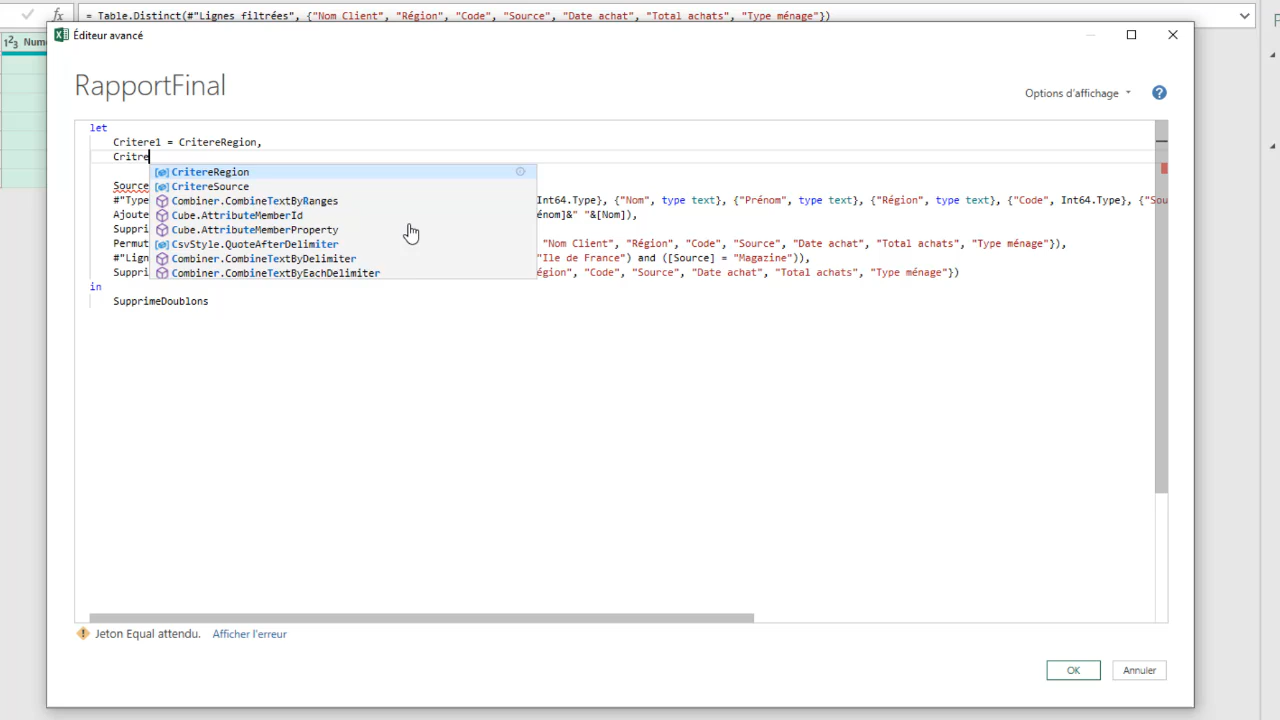 = Table.Distinct(#"Lignes filtrées", {"Nom Client", "Région", "Code", "Source", "Date achat", "Total achats", "Type ménage"})
Éditeur avancé
1²3 Num
RapportFinal
Options d'affichage
let
Critere1 = CritereRegion,
Critre
CritereRegion
Source
CritereSource
#"Type Combiner.CombineTextByRanges Int64.Type}, {"Nom", type text}, {"Prénom", type text}, {"Région", type text}, {"Code", Int64.Type}, {"Sou
Ajoute Cube.AttributeMemberId énom]&" "&[Nom]),
Suppri Cube.AttributeMemberProperty
Permut CsvStyle.QuoteAfterDelimiter "Nom Client", "Région", "Code", "Source", "Date achat", "Total achats", "Type ménage"}),
#"Lign Combiner.CombineTextByDelimiter "Ile de France") and ([Source] = "Magazine")),
Suppri Combiner.CombineTextByEachDelimiter égion", "Code", "Source", "Date achat", "Total achats", "Type ménage"})
in
SupprimeDoublons
Jeton Equal attendu. Afficher l'erreur
OK Annuler